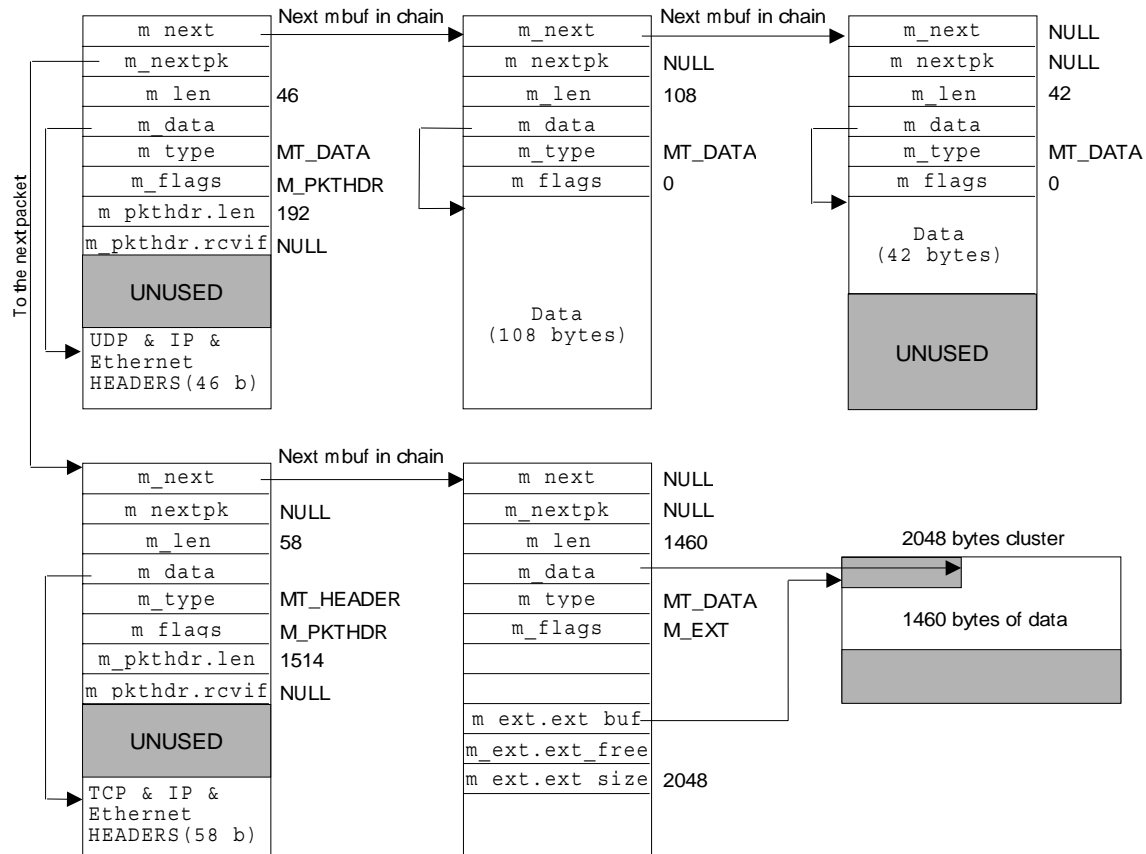 Next mbuf in chain
Next mbuf in chain
m next
m_nextpk
m len
46
m_data
m type
MT_DATA
m_flags
M_PKTHDR
m pkthdr.len
192
m_pkthdr.rcvif
NULL
UNUSED
UDP & IP &
Ethernet
HEADERS(46 b)
m_next
m nextpk
NULL
m_len
108
m data
m_type
MT_DATA
m flags
0
Data
(108 bytes)
m_next
NULL
m nextpk
NULL
m_len
42
m data
m_type
MT_DATA
m flags
0
Data
(42 bytes)
UNUSED
To the next packet
Next mbuf in chain
m_next
m nextpk
NULL
m_len
58
m data
m_type
MT_HEADER
m flags
M_PKTHDR
m_pkthdr.len
1514
m pkthdr.rcvif
NULL
UNUSED
TCP & IP &
Ethernet
HEADERS(58 b)
m next
NULL
m_nextpk
NULL
m len
1460
m_data
m type
MT_DATA
m_flags
M_EXT
m ext.ext buf
m_ext.ext_free
m ext.ext size
2048
2048 bytes cluster
1460 bytes of data